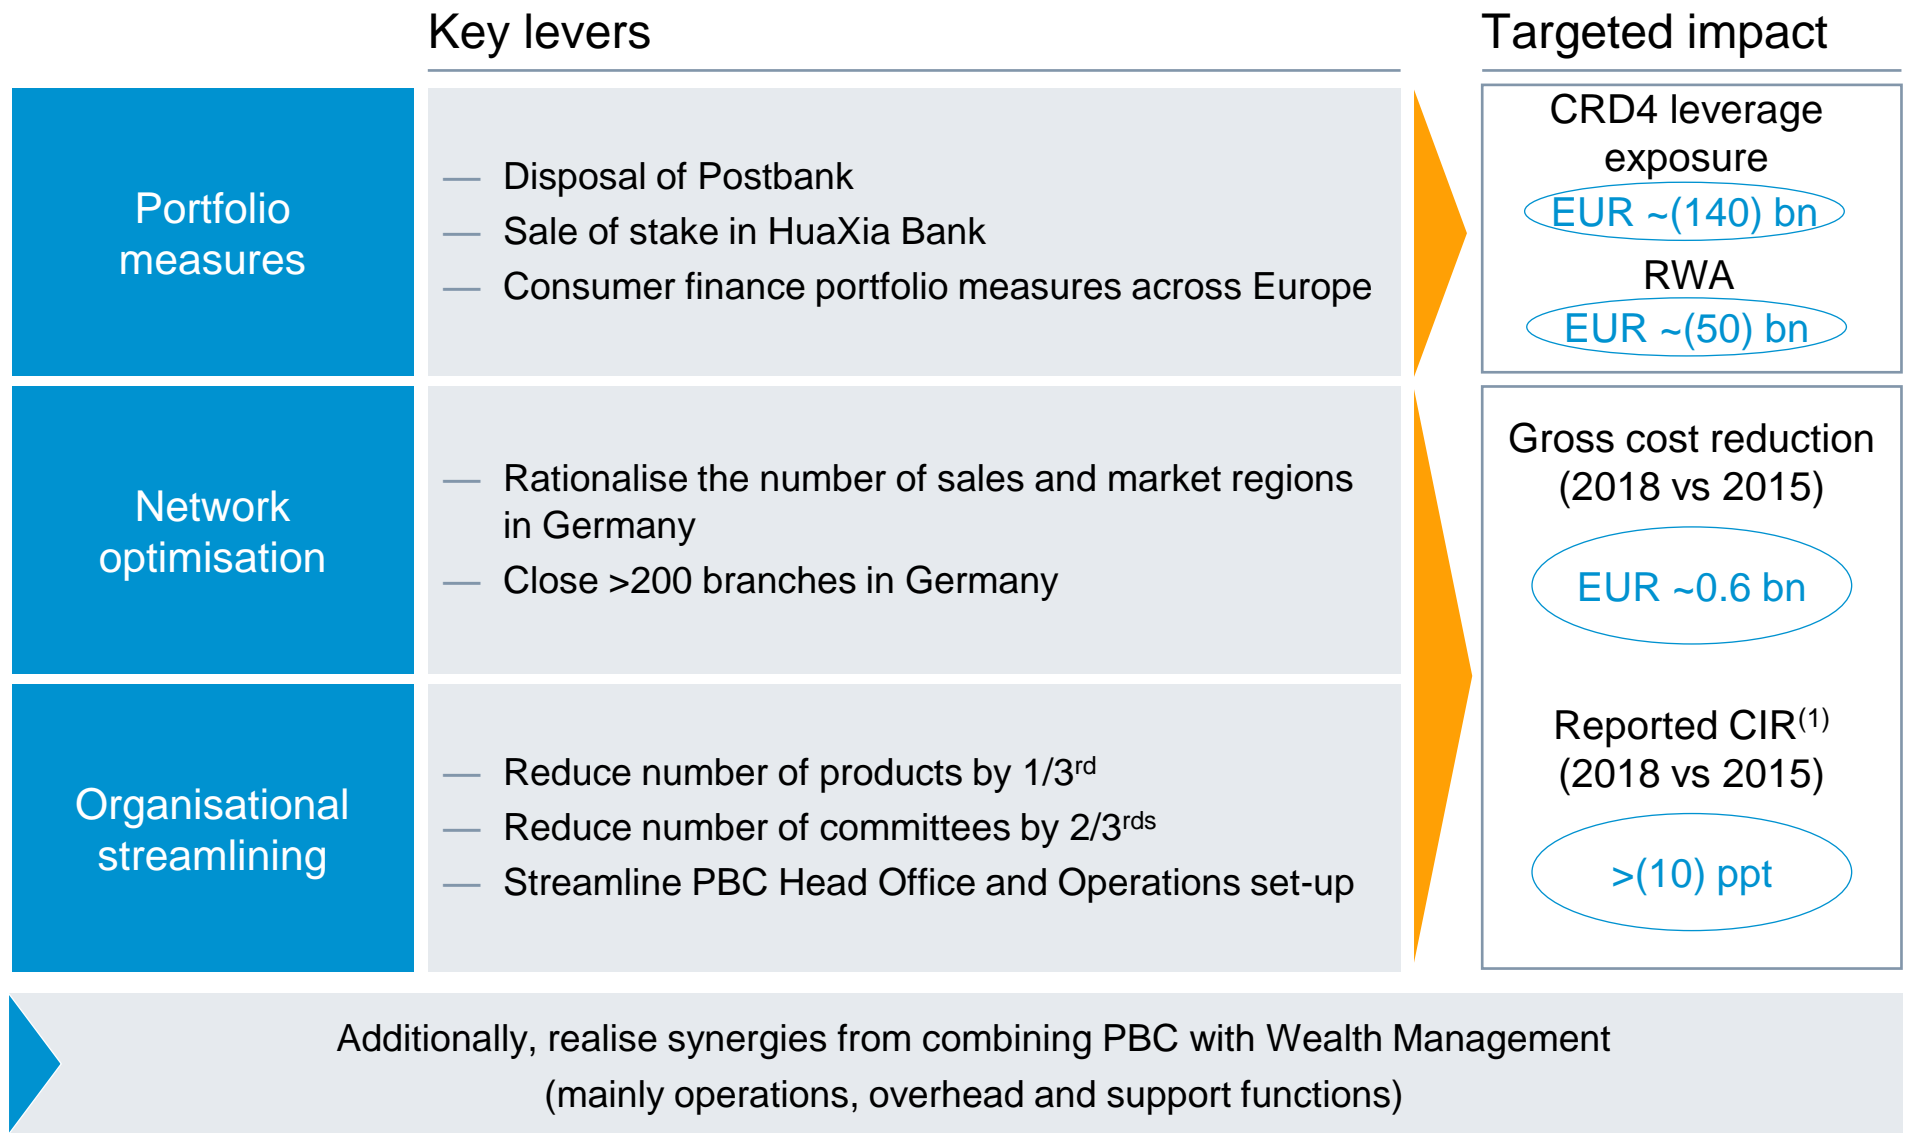 Key levers
Targeted impact
Portfolio
measures
— Disposal of Postbank
— Sale of stake in HuaXia Bank
— Consumer finance portfolio measures across Europe
CRD4 leverage
exposure
EUR ~(140) bn
RWA
EUR ~(50) bn
Network
optimisation
— Rationalise the number of sales and market regions
in Germany
— Close >200 branches in Germany
Gross cost reduction
(2018 vs 2015)
EUR ~0.6 bn
Organisational
streamlining
— Reduce number of products by 1/3rd
— Reduce number of committees by 2/3rds
— Streamline PBC Head Office and Operations set-up
Reported CIR(1)
(2018 vs 2015)
>(10) ppt
Additionally, realise synergies from combining PBC with Wealth Management
(mainly operations, overhead and support functions)